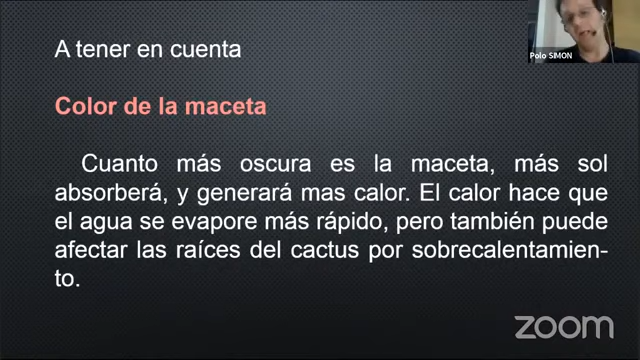 A tener en cuenta
Polo SIMON
Color de la maceta
Cuanto más oscura es la maceta, más sol
absorberá, y generará mas calor. El calor hace que
el agua se evapore más rápido, pero también puede
afectar las raíces del cactus por sobrecalentamien-
to.
zoom